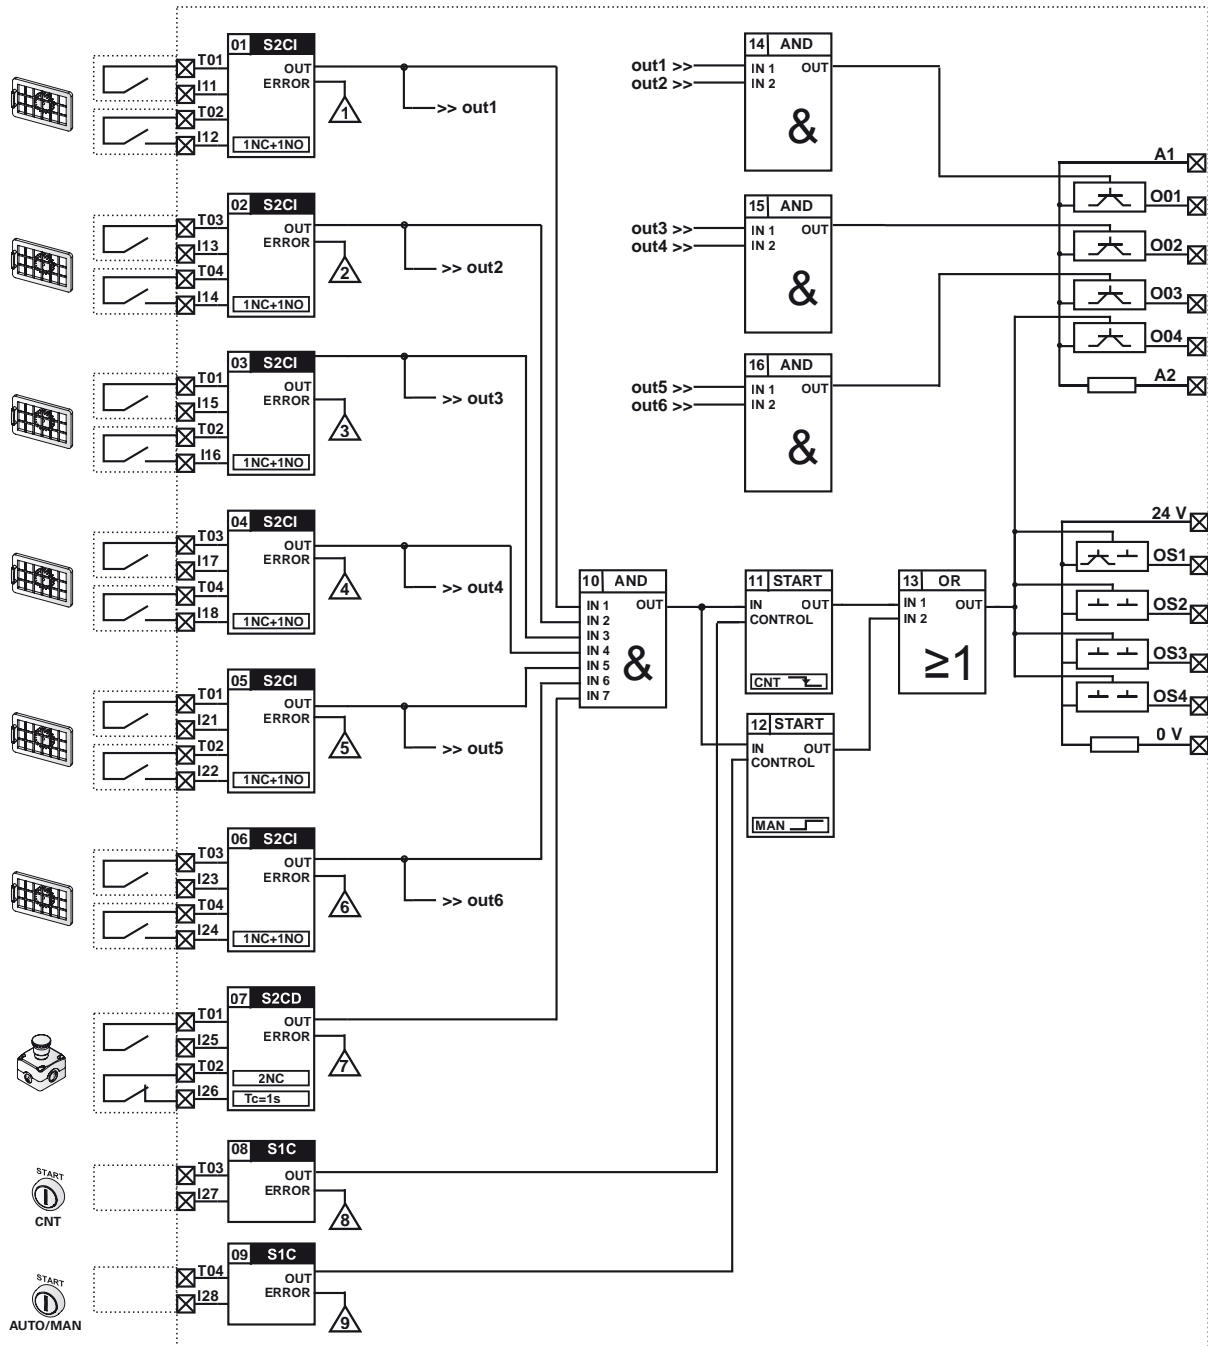 01 S2CI
T01
I11
T02
I12
OUT
ERROR
1
1NC+1NO
>> out1
02 S2CI
T03
I13
T04
I14
OUT
ERROR
2
1NC+1NO
>> out2
03 S2CI
T01
I15
T02
I16
OUT
ERROR
3
1NC+1NO
>> out3
04 S2CI
T03
I17
T04
I18
OUT
ERROR
4
1NC+1NO
>> out4
05 S2CI
T01
I21
T02
I22
OUT
ERROR
5
1NC+1NO
>> out5
06 S2CI
T03
I23
T04
I24
OUT
ERROR
6
1NC+1NO
>> out6
07 S2CD
T01
I25
T02
I26
OUT
ERROR
7
2NC
Tc=1s
START
CNT
08 S1C
T03
I27
OUT
ERROR
8
START
AUTO/MAN
09 S1C
T04
I28
OUT
ERROR
9
10 AND
IN 1 OUT
IN 2
IN 3
IN 4
IN 5
IN 6
IN 7
&
11 START
IN OUT
CONTROL
CNT
12 START
IN OUT
CONTROL
MAN
13 OR
IN 1 OUT
IN 2
≥1
14 AND
out1 >> IN 1 OUT
out2 >> IN 2
&
15 AND
out3 >> IN 1 OUT
out4 >> IN 2
&
16 AND
out5 >> IN 1 OUT
out6 >> IN 2
&
A1
O01
O02
O03
O04
A2
24 V
OS1
OS2
OS3
OS4
0 V